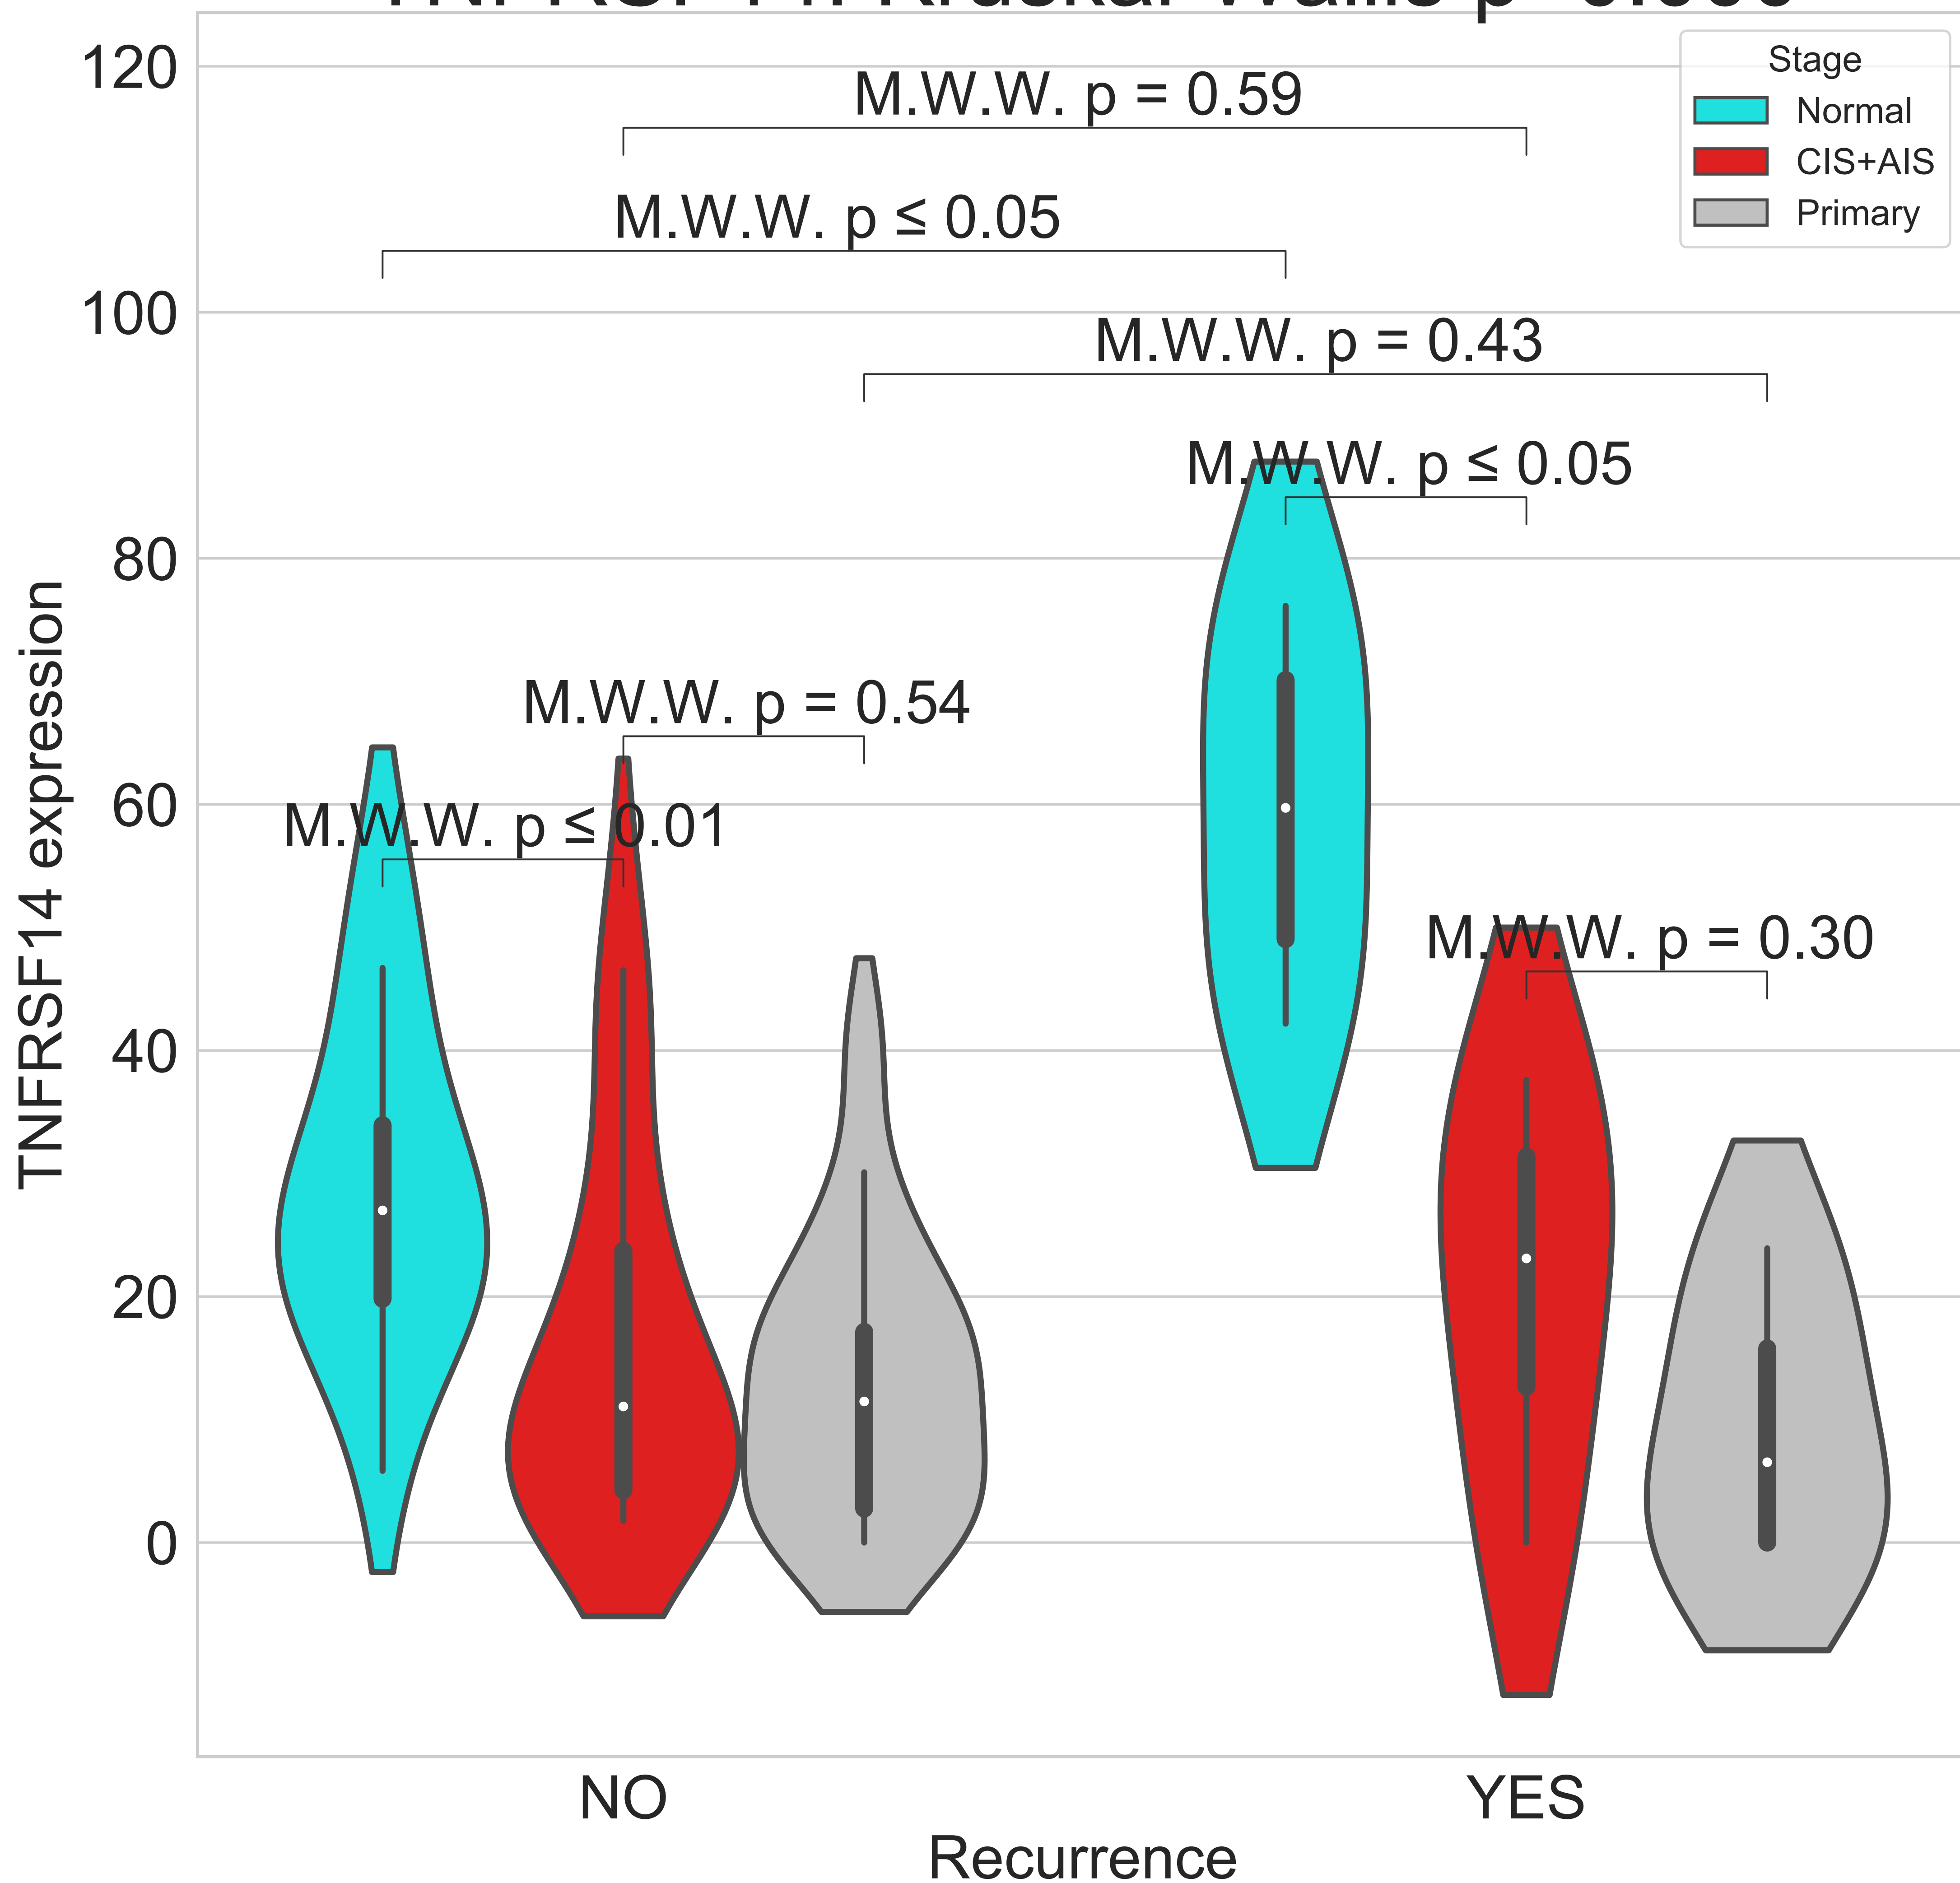 120
100
80
60
40
20
0
TNFRSF14 expression
M.W.W. p = 0.59
M.W.W. p ≤ 0.05
M.W.W. p = 0.43
M.W.W. p ≤ 0.05
M.W.W. p = 0.54
M.W.W. p ≤ 0.01
M.W.W. p = 0.30
Stage
Normal
CIS+AIS
Primary
NO
YES
Recurrence